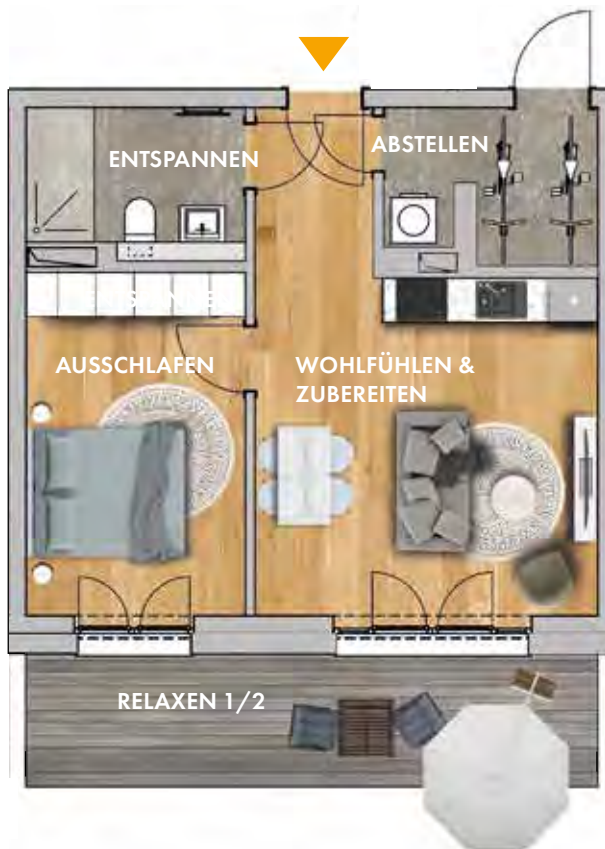 ENTSPANNEN
ABSTELLEN
AUSSCHLAFEN
WOHLFÜHLEN &
ZUBEREITEN
RELAXEN 1/2